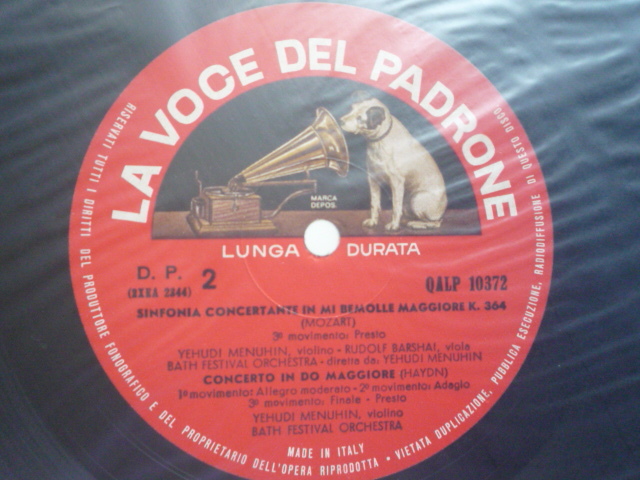 LA VOCE DEL PADRONE
MARCA
DEPOS.
LUNGA DURATA
D. P. 2
QALP 10372
(2XEA 2344)
SINFONIA CONCERTANTE IN MI BEMOLLE MAGGIORE K. 364
(MOZART)
3º movimento: Presto
YEHUDI MENUHIN, violino - RUDOLF BARSHAI, viola
BATH FESTIVAL ORCHESTRA - diretta da: YEHUDI MENUHIN
CONCERTO IN DO MAGGIORE (HAYDN)
1º movimento: Allegro moderato - 2º movimento: Adagio
3º movimento: Finale - Presto
YEHUDI MENUHIN, violino
BATH FESTIVAL ORCHESTRA
MADE IN ITALY
RISERVATI TUTTI I DIRITTI DEL PRODUTTORE FONOGRAFICO E DEL PROPRIETARIO DELL'OPERA RIPRODOTTA • VIETATA DUPLICAZIONE, PUBBLICA ESECUZIONE, RADIODIFFUSIONE DI QUESTO DISCO